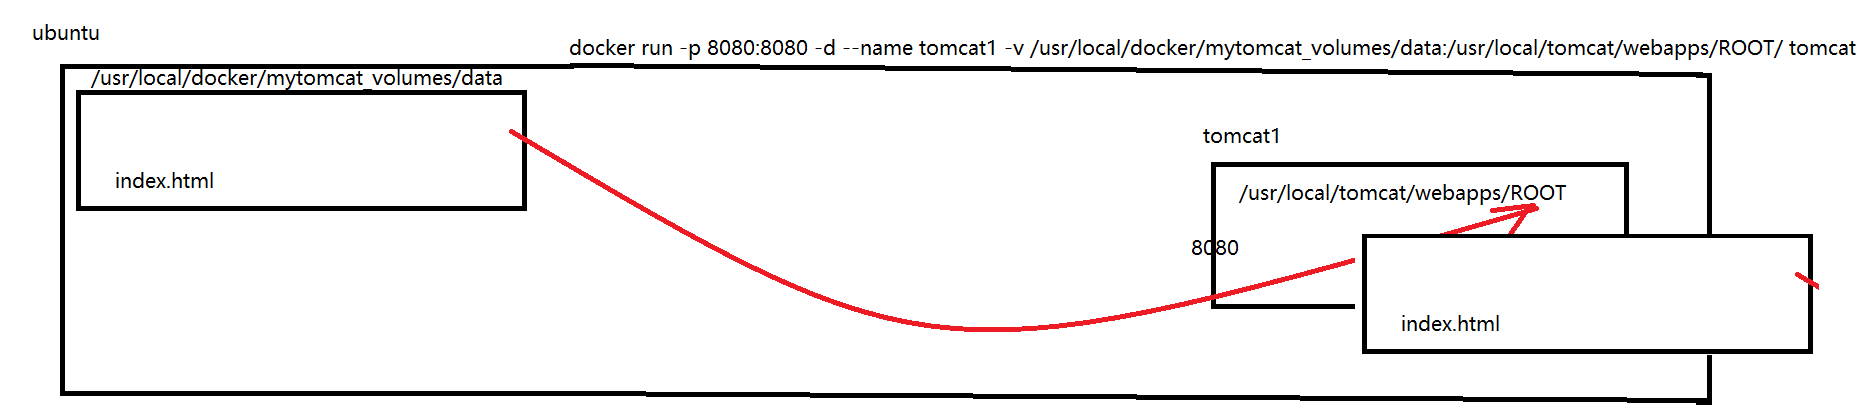 ubuntu
docker run -p 8080:8080 -d --name tomcat1 -v /usr/local/docker/mytomcat_volumes/data:/usr/local/tomcat/webapps/ROOT/ tomcat
/usr/local/docker/mytomcat_volumes/data
tomcat1
index.html
/usr/local/tomcat/webapps/ROOT
8080
index.html